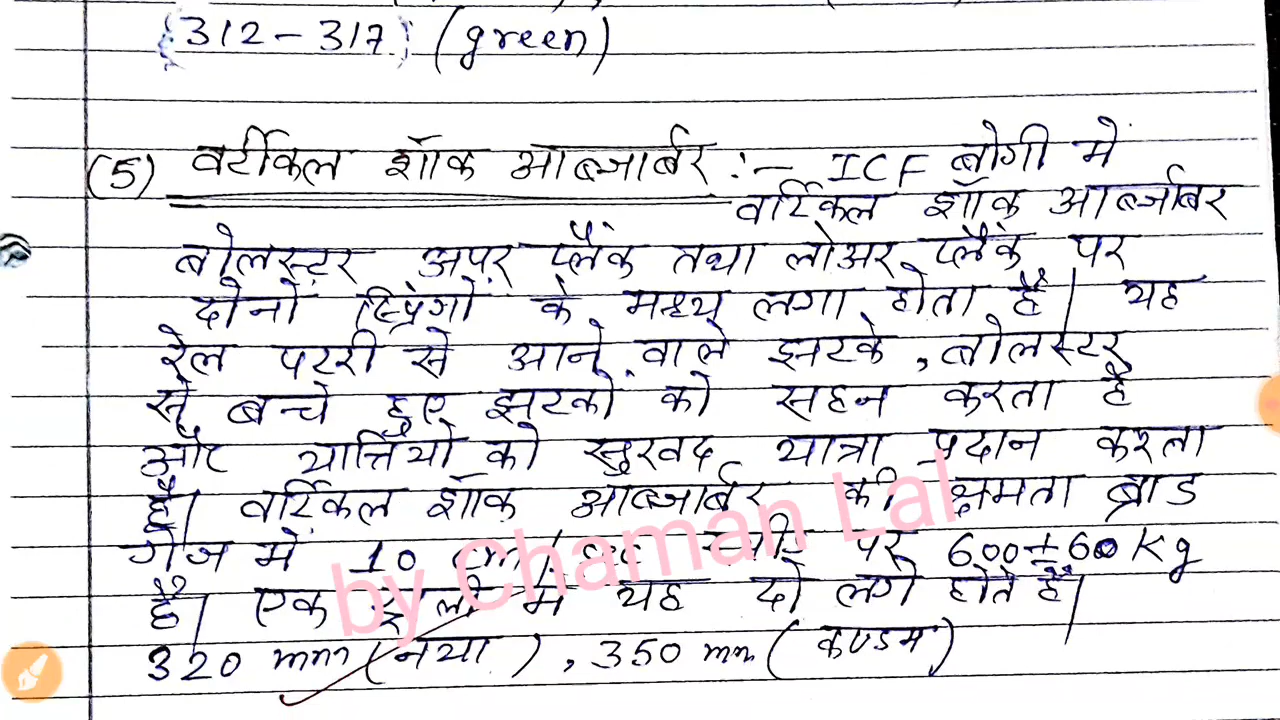 312-317 (green)
(5) वर्टीकल शॉक आब्जार्बर :- ICF बोगी में
वर्टिकल शॉक आब्जॉबर
बोलस्टर अपर प्लैंक तथा लोअर प्लैंक पर
दोनो स्प्रिंगों के मध्य लगा होता है। यह
रेल पटरी से आने वाले झटके, बोलस्टर
से बचे हुए झटको को सहन करता है
और यात्रियो को सुखद यात्रा प्रदान करता
है। वर्टिकल शॉक आब्जार्बर की क्षमता ब्राड
गेज में 10 cm/ पर 600±60 Kg
है। एक ट्राली में यह दो लगे होते है।
320 mm (नया), 350 mm (कण्डम)
by Chaman Lal